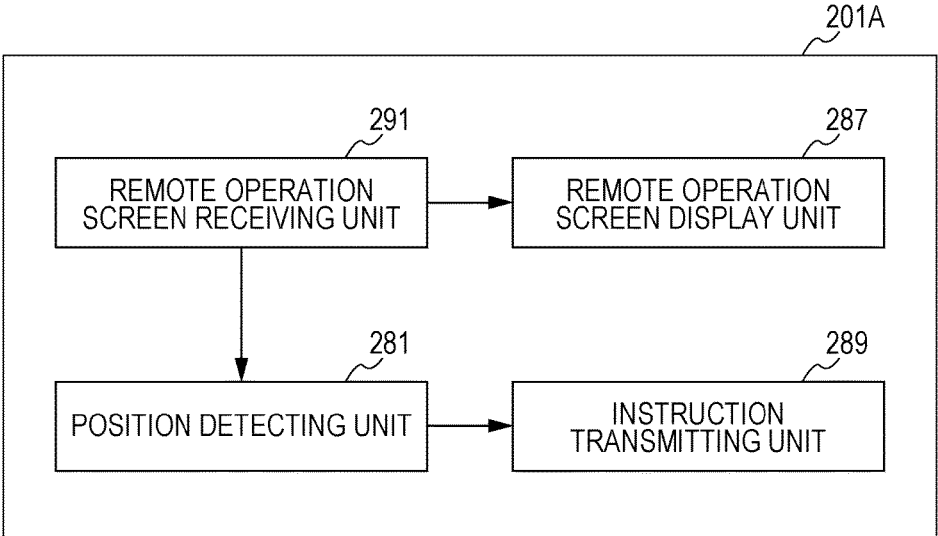 201A
291
287
REMOTE OPERATION
SCREEN RECEIVING UNIT
REMOTE OPERATION
SCREEN DISPLAY UNIT
281
289
POSITION DETECTING UNIT
INSTRUCTION
TRANSMITTING UNIT